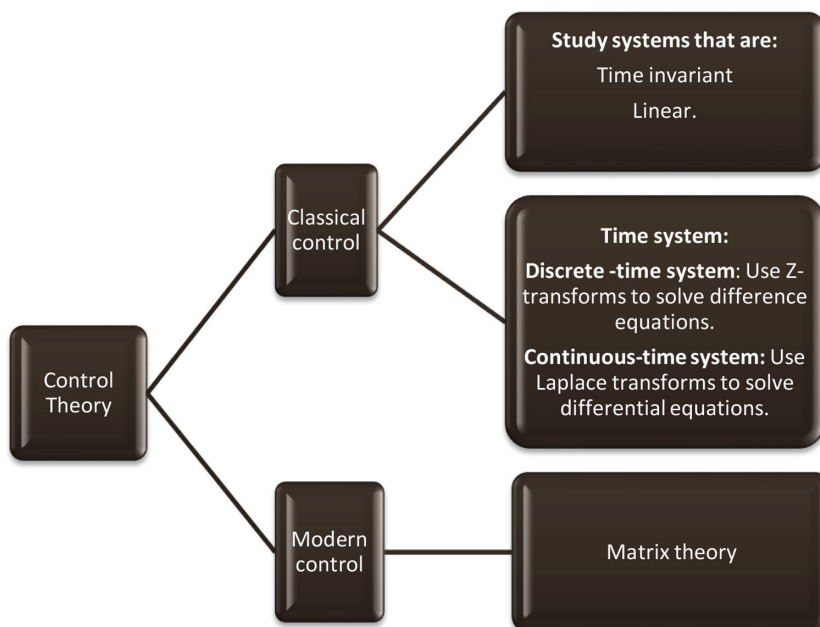 Control
Theory
Classical
control
Study systems that are:
Time invariant
Linear.
Time system:
Discrete -time system: Use Z-
transforms to solve difference
equations.
Continuous-time system: Use
Laplace transforms to solve
differential equations.
Modern
control
Matrix theory